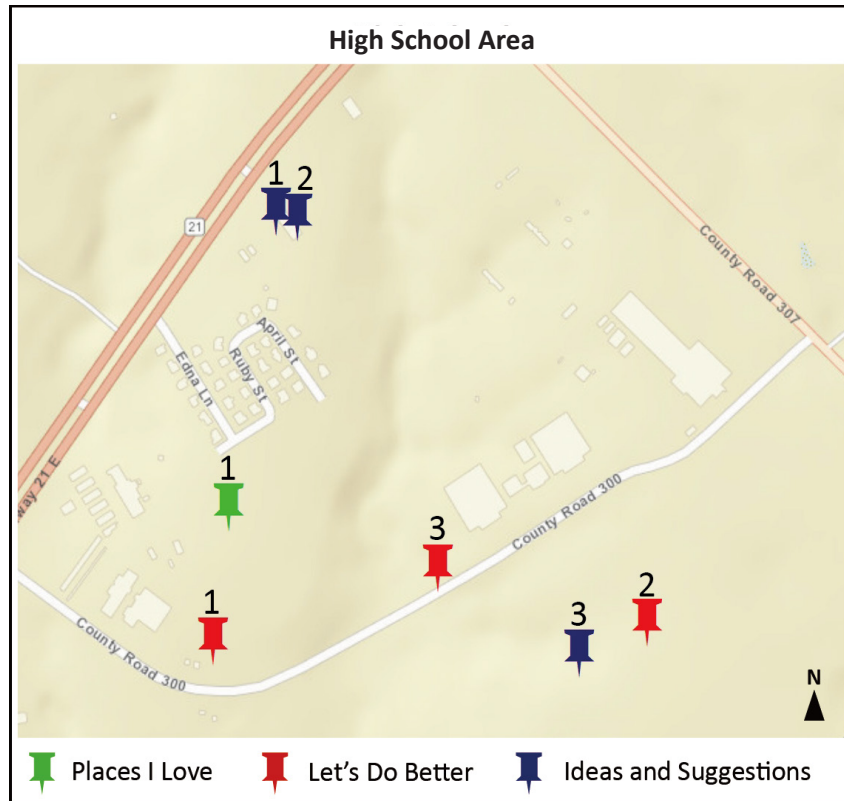 High School Area
1
2
21
County Road 307
April St
Ruby St
Edna Ln
way 21 E
1
County Road 300
3
1
2
3
County Road 300
N
Places I Love
Let's Do Better
Ideas and Suggestions